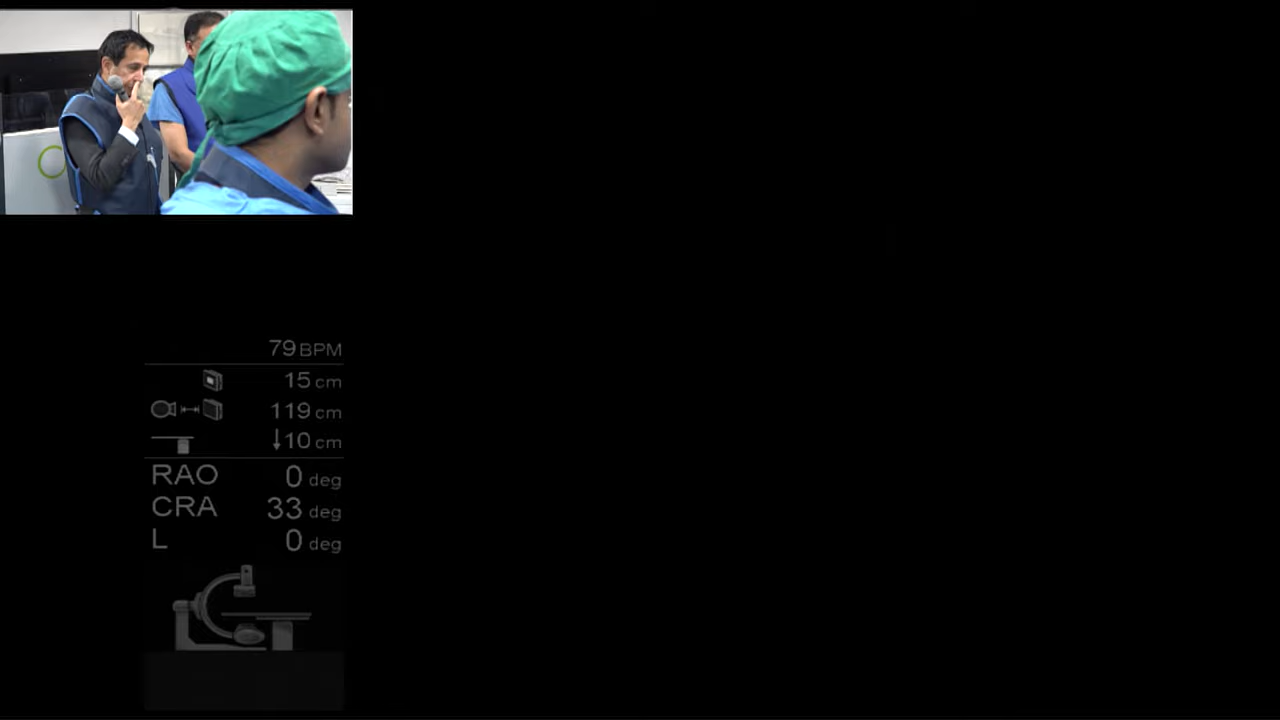 79 BPM
15 cm
119 cm
↓10 cm
RAO 0 deg
CRA 33 deg
L 0 deg